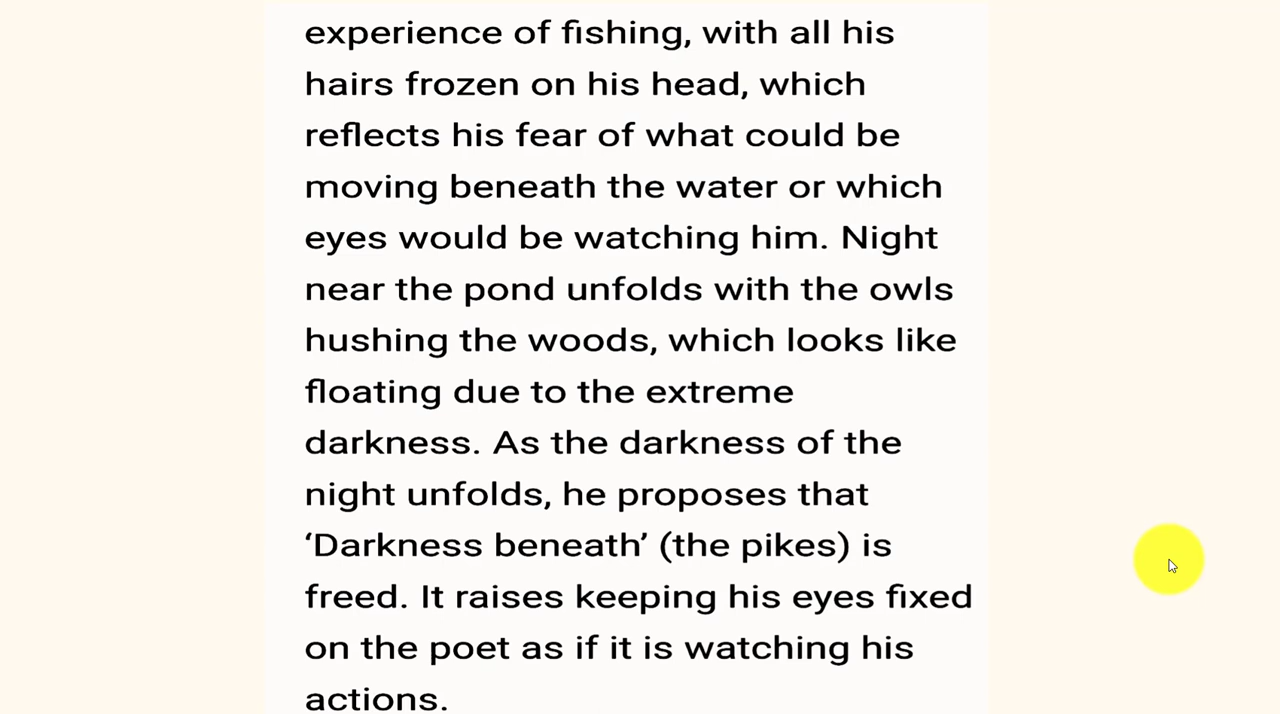 experience of fishing, with all his
hairs frozen on his head, which
reflects his fear of what could be
moving beneath the water or which
eyes would be watching him. Night
near the pond unfolds with the owls
hushing the woods, which looks like
floating due to the extreme
darkness. As the darkness of the
night unfolds, he proposes that
‘Darkness beneath’ (the pikes) is
freed. It raises keeping his eyes fixed
on the poet as if it is watching his
actions.